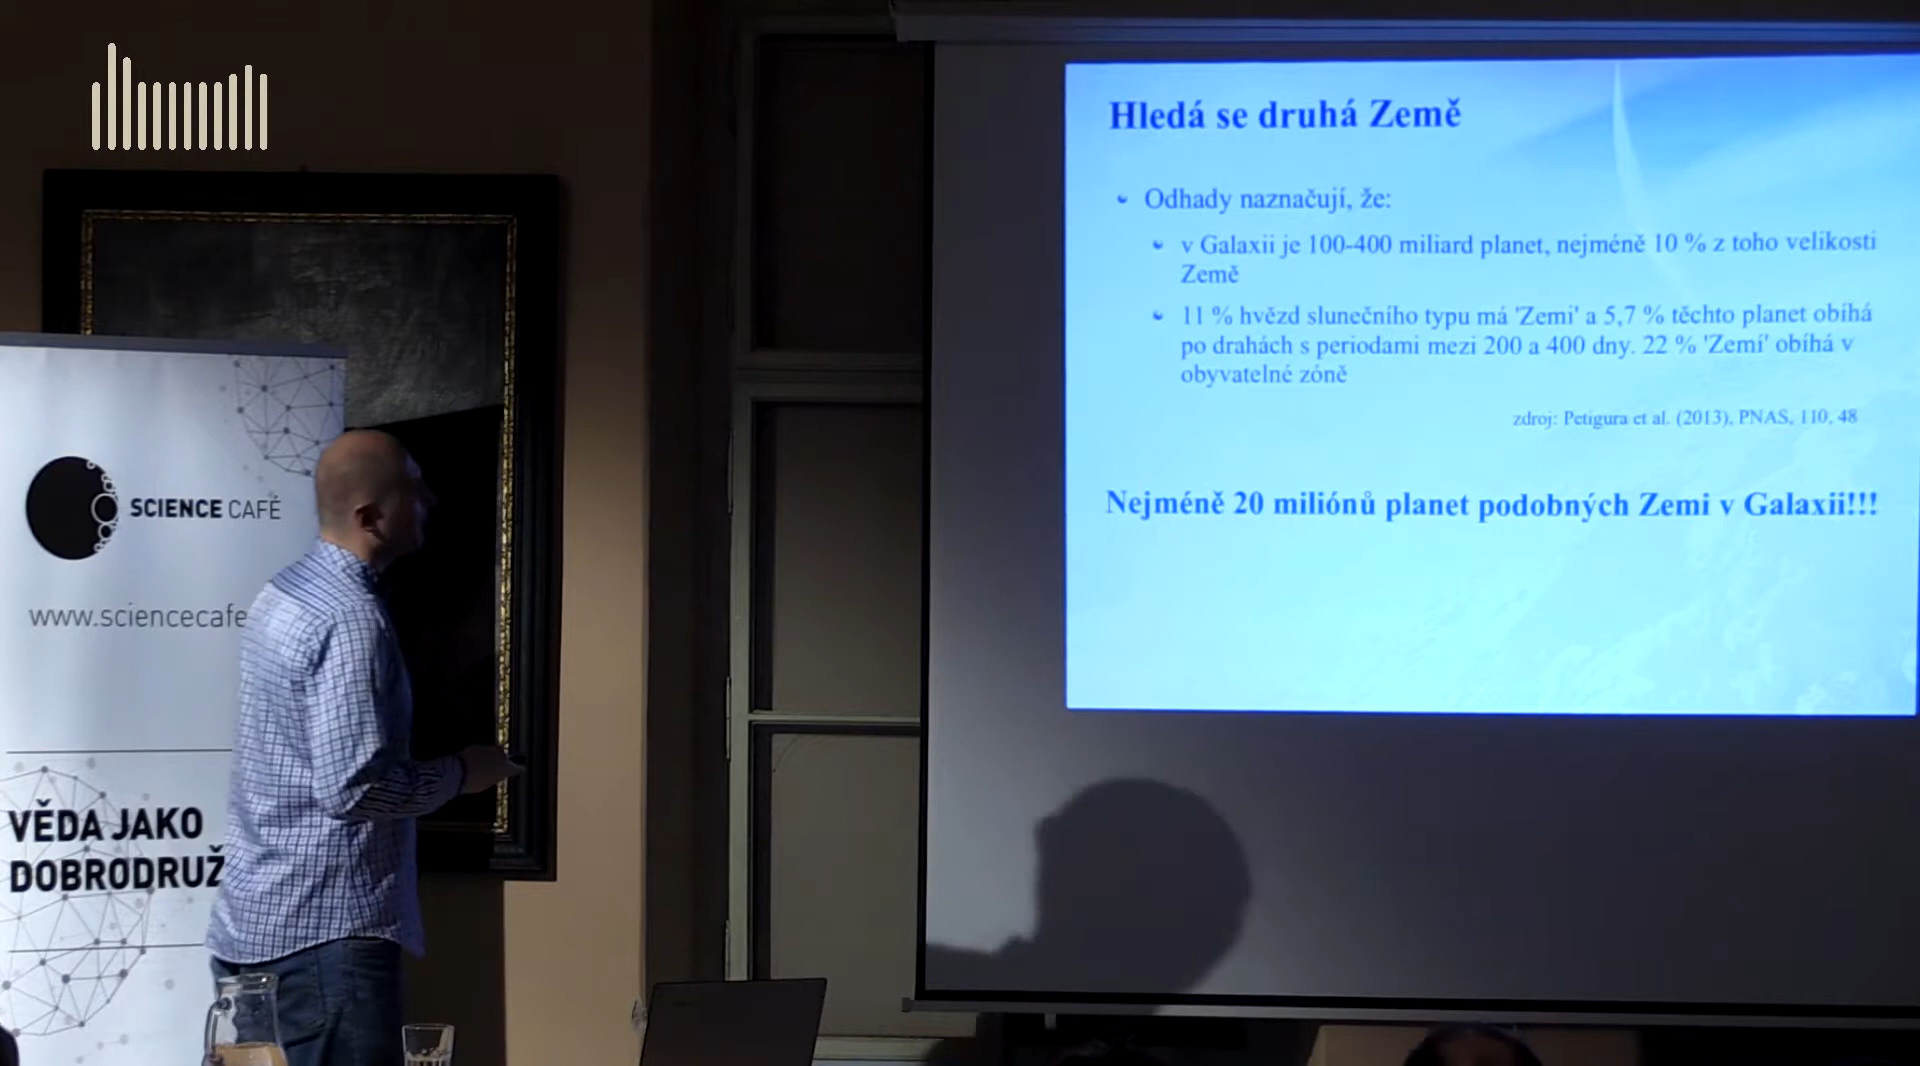 SCIENCE CAFÉ
www.sciencecafe
VĚDA JAKO
DOBRODRUŽ
Hledá se druhá Země
Odhady naznačují, že:
v Galaxii je 100-400 miliard planet, nejméně 10 % z toho velikosti
Země
11 % hvězd slunečního typu má 'Zemi' a 5,7 % těchto planet obíhá
po drahách s periodami mezi 200 a 400 dny. 22 % 'Zemí' obíhá v
obyvatelné zóně
zdroj: Petigura et al. (2013), PNAS, 110, 48
Nejméně 20 miliónů planet podobných Zemi v Galaxii!!!